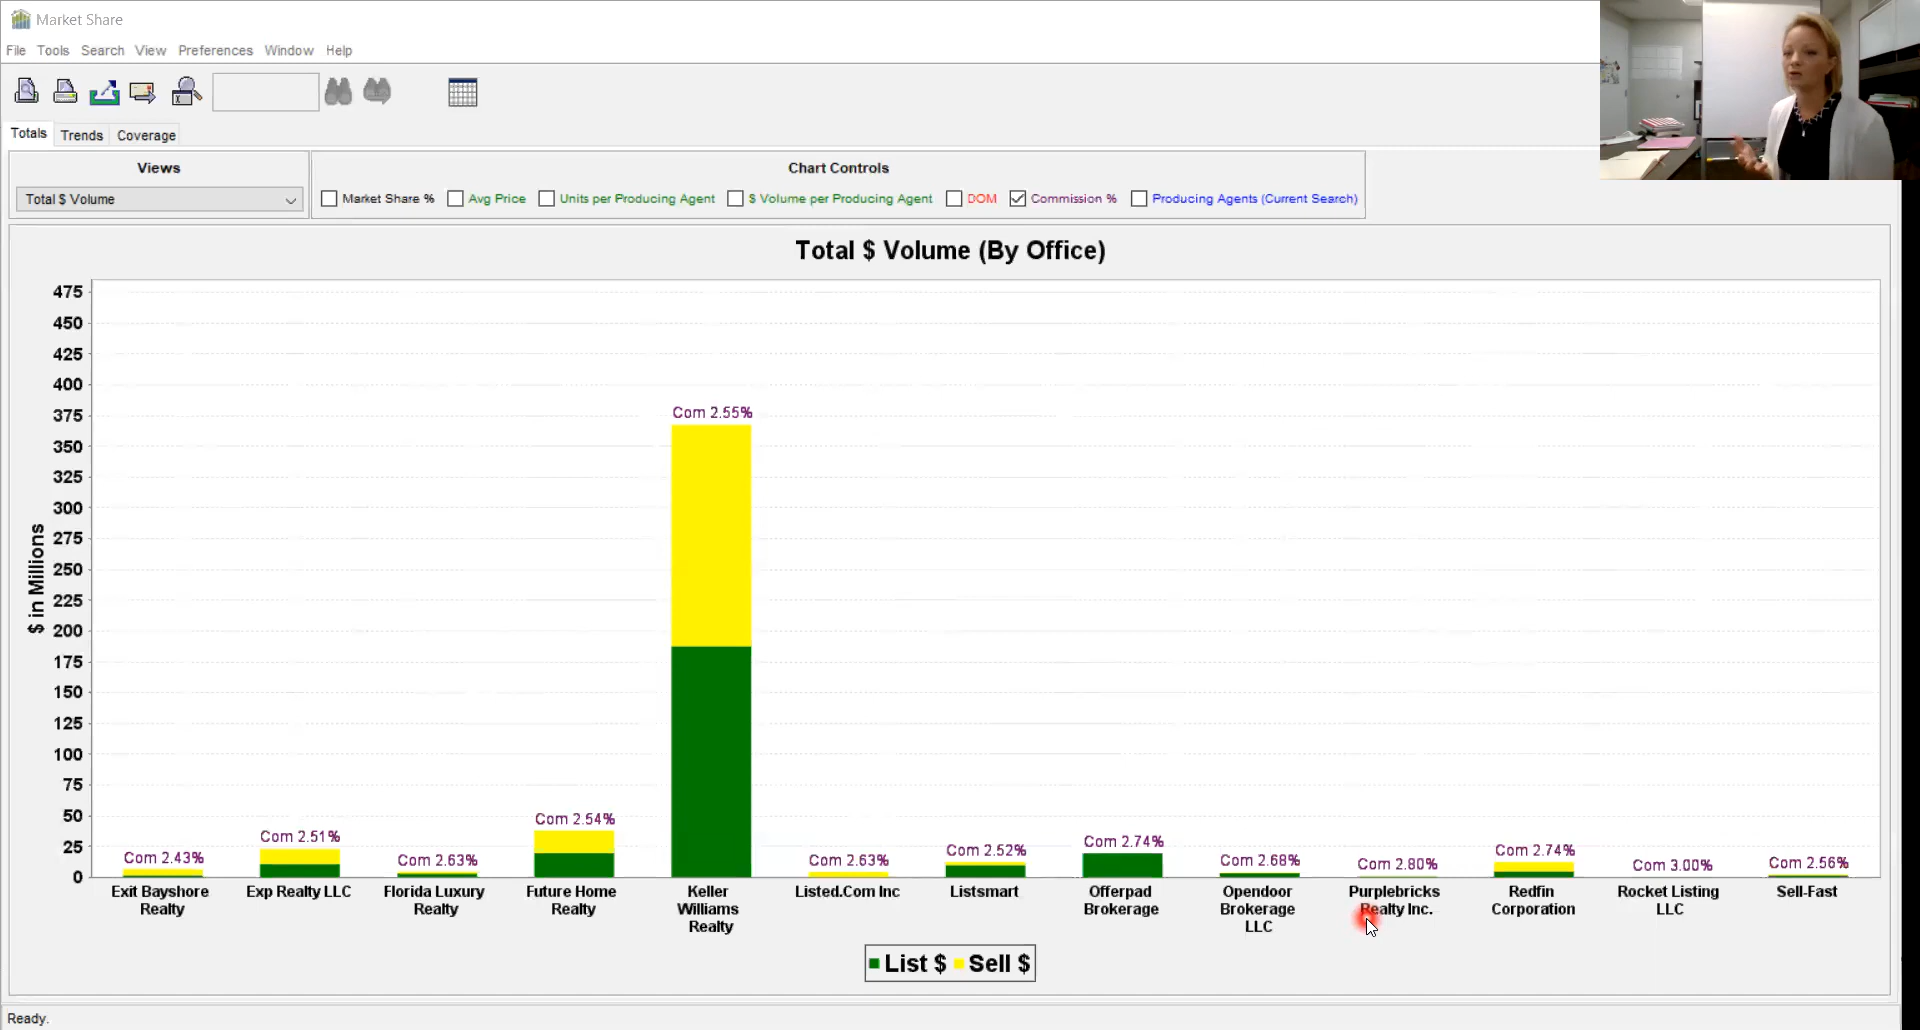 Market Share
File Tools Search View Preferences Window Help
Totals Trends Coverage
Views
Total $ Volume
Chart Controls
Market Share % Avg Price Units per Producing Agent $ Volume per Producing Agent DOM Commission % Producing Agents (Current Search)
Total $ Volume (By Office)
$ in Millions
475
450
425
400
375
350
325
300
275
250
225
200
175
150
125
100
75
50
25
0
Com 2.43%
Com 2.51%
Com 2.63%
Com 2.54%
Com 2.55%
Com 2.63%
Com 2.52%
Com 2.74%
Com 2.68%
Com 2.80%
Com 2.74%
Com 3.00%
Com 2.56%
Exit Bayshore
Realty
Exp Realty LLC
Florida Luxury
Realty
Future Home
Realty
Keller
Williams
Realty
Listed.Com Inc
Listsmart
Offerpad
Brokerage
Opendoor
Brokerage
LLC
Purplebricks
Realty Inc.
Redfin
Corporation
Rocket Listing
LLC
Sell-Fast
List $ Sell $
Ready.